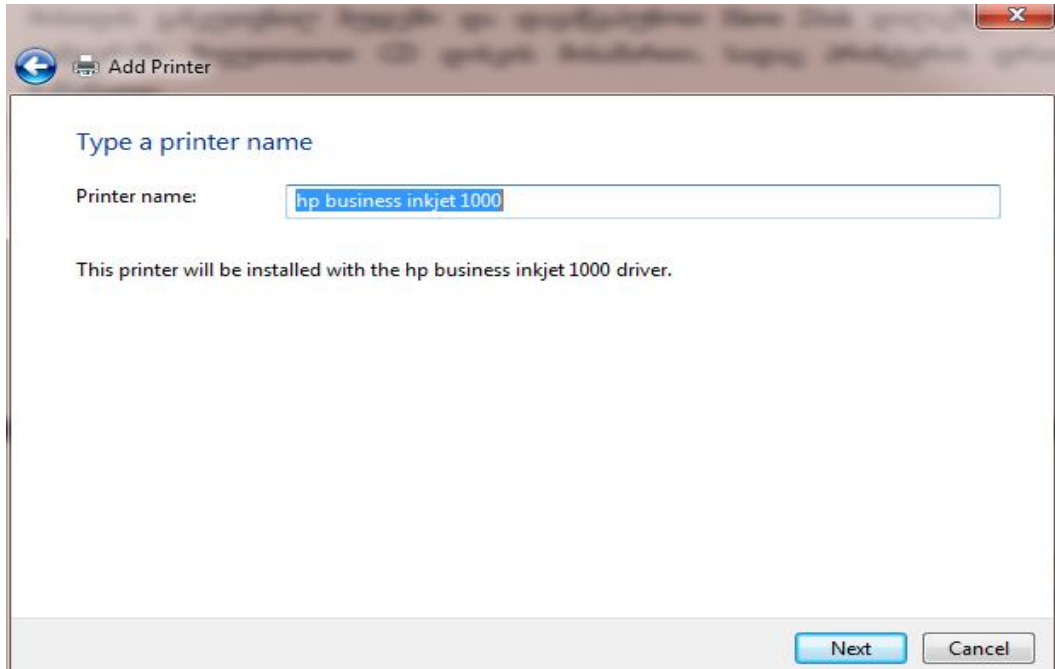 Add Printer
Type a printer name
Printer name: hp business inkjet 1000
This printer will be installed with the hp business inkjet 1000 driver.
Next Cancel